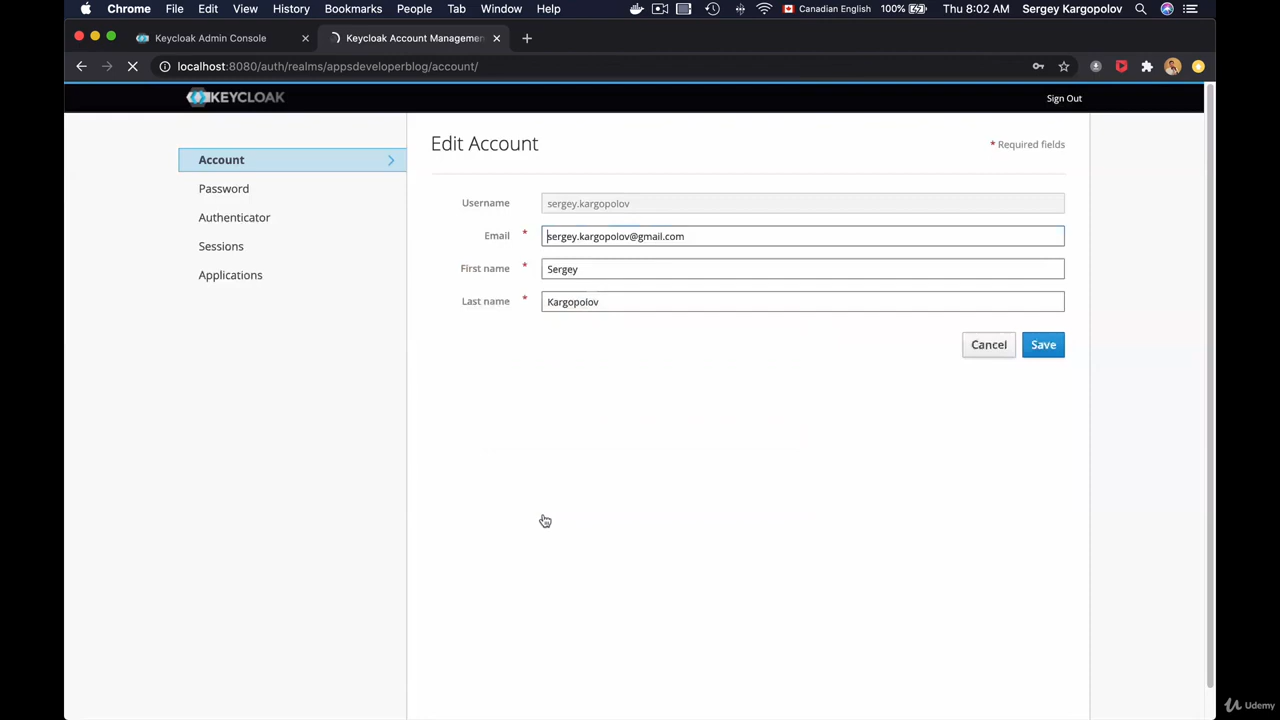 Chrome File Edit View History Bookmarks People Tab Window Help Canadian English 100% Thu 8:02 AM Sergey Kargopolov
Keycloak Admin Console Keycloak Account Managemen
localhost:8080/auth/realms/appsdeveloperblog/account/
KEYCLOAK Sign Out
Edit Account * Required fields
Account
Password
Authenticator
Sessions
Applications
Username sergey.kargopolov
Email * sergey.kargopolov@gmail.com
First name * Sergey
Last name * Kargopolov
Cancel Save
Udemy